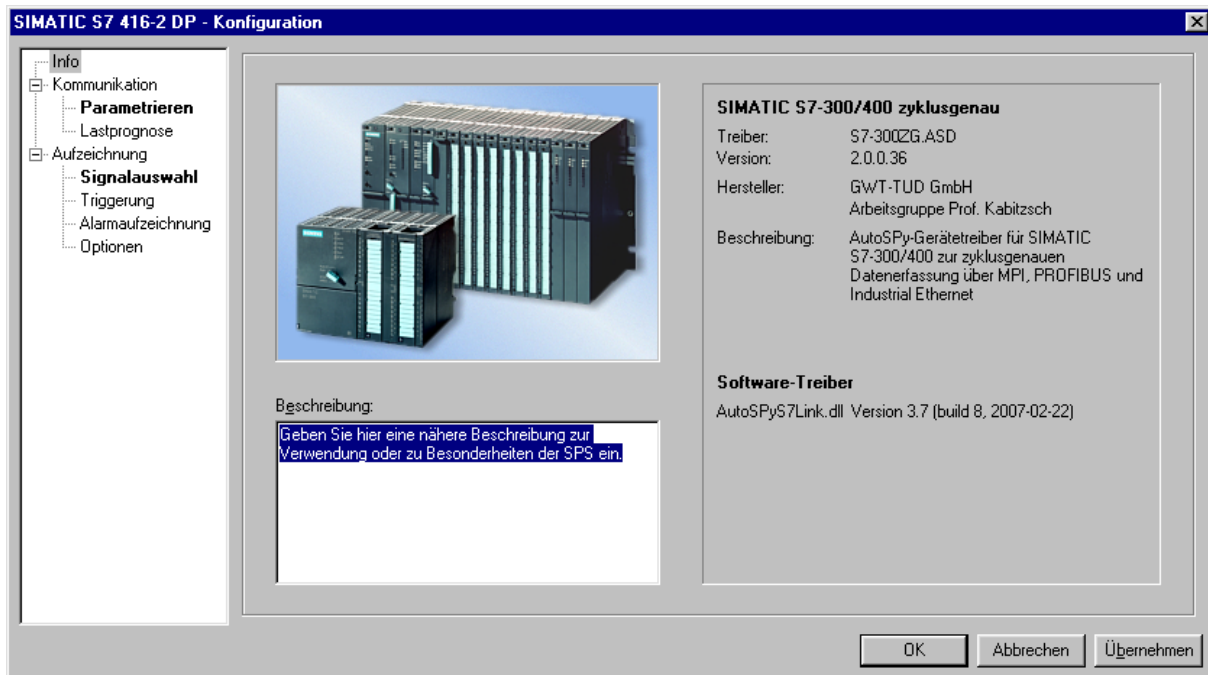 SIMATIC S7 416-2 DP - Konfiguration
Info
Kommunikation
Parametrieren
Lastprognose
Aufzeichnung
Signalauswahl
Triggerung
Alarmaufzeichnung
Optionen
Beschreibung:
Geben Sie hier eine nähere Beschreibung zur
Verwendung oder zu Besonderheiten der SPS ein.
SIMATIC S7-300/400 zyklusgenau
Treiber: S7-300ZG.ASD
Version: 2.0.0.36
Hersteller: GWT-TUD GmbH
Arbeitsgruppe Prof. Kabitzsch
Beschreibung: AutoSPy-Gerätetreiber für SIMATIC
S7-300/400 zur zyklusgenauen
Datenerfassung über MPI, PROFIBUS und
Industrial Ethernet
Software-Treiber
AutoSPyS7Link.dll Version 3.7 (build 8, 2007-02-22)
OK Abbrechen Übernehmen